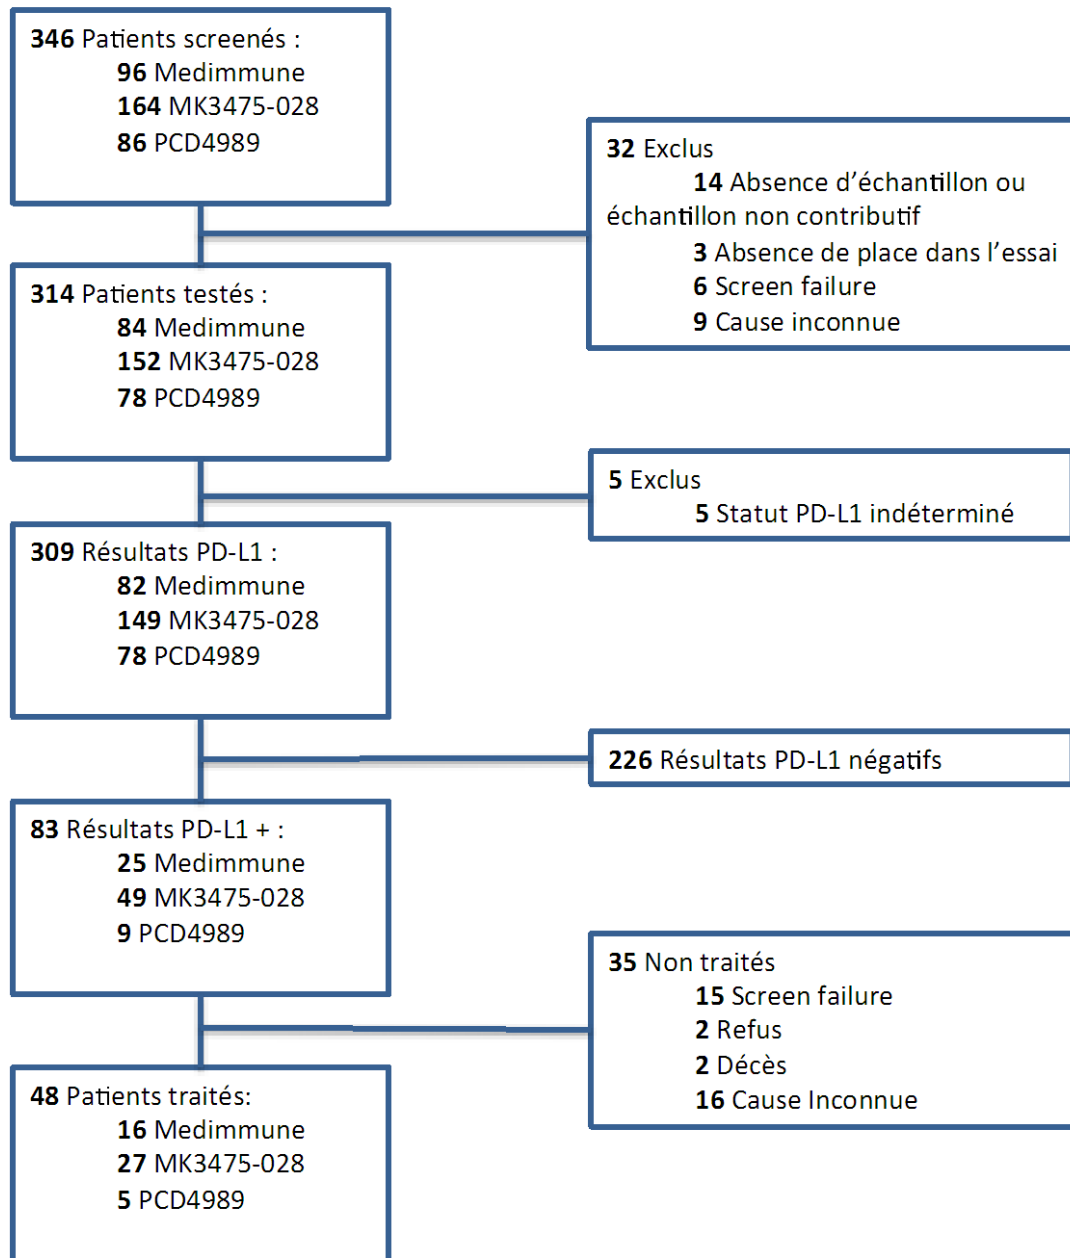 346 Patients screenés :
96 Medimmune
164 MK3475-028
86 PCD4989
32 Exclus
14 Absence d'échantillon ou
échantillon non contributif
3 Absence de place dans l'essai
6 Screen failure
9 Cause inconnue
314 Patients testés :
84 Medimmune
152 MK3475-028
78 PCD4989
5 Exclus
5 Statut PD-L1 indéterminé
309 Résultats PD-L1 :
82 Medimmune
149 MK3475-028
78 PCD4989
226 Résultats PD-L1 négatifs
83 Résultats PD-L1 + :
25 Medimmune
49 MK3475-028
9 PCD4989
35 Non traités
15 Screen failure
2 Refus
2 Décès
16 Cause Inconnue
48 Patients traités:
16 Medimmune
27 MK3475-028
5 PCD4989